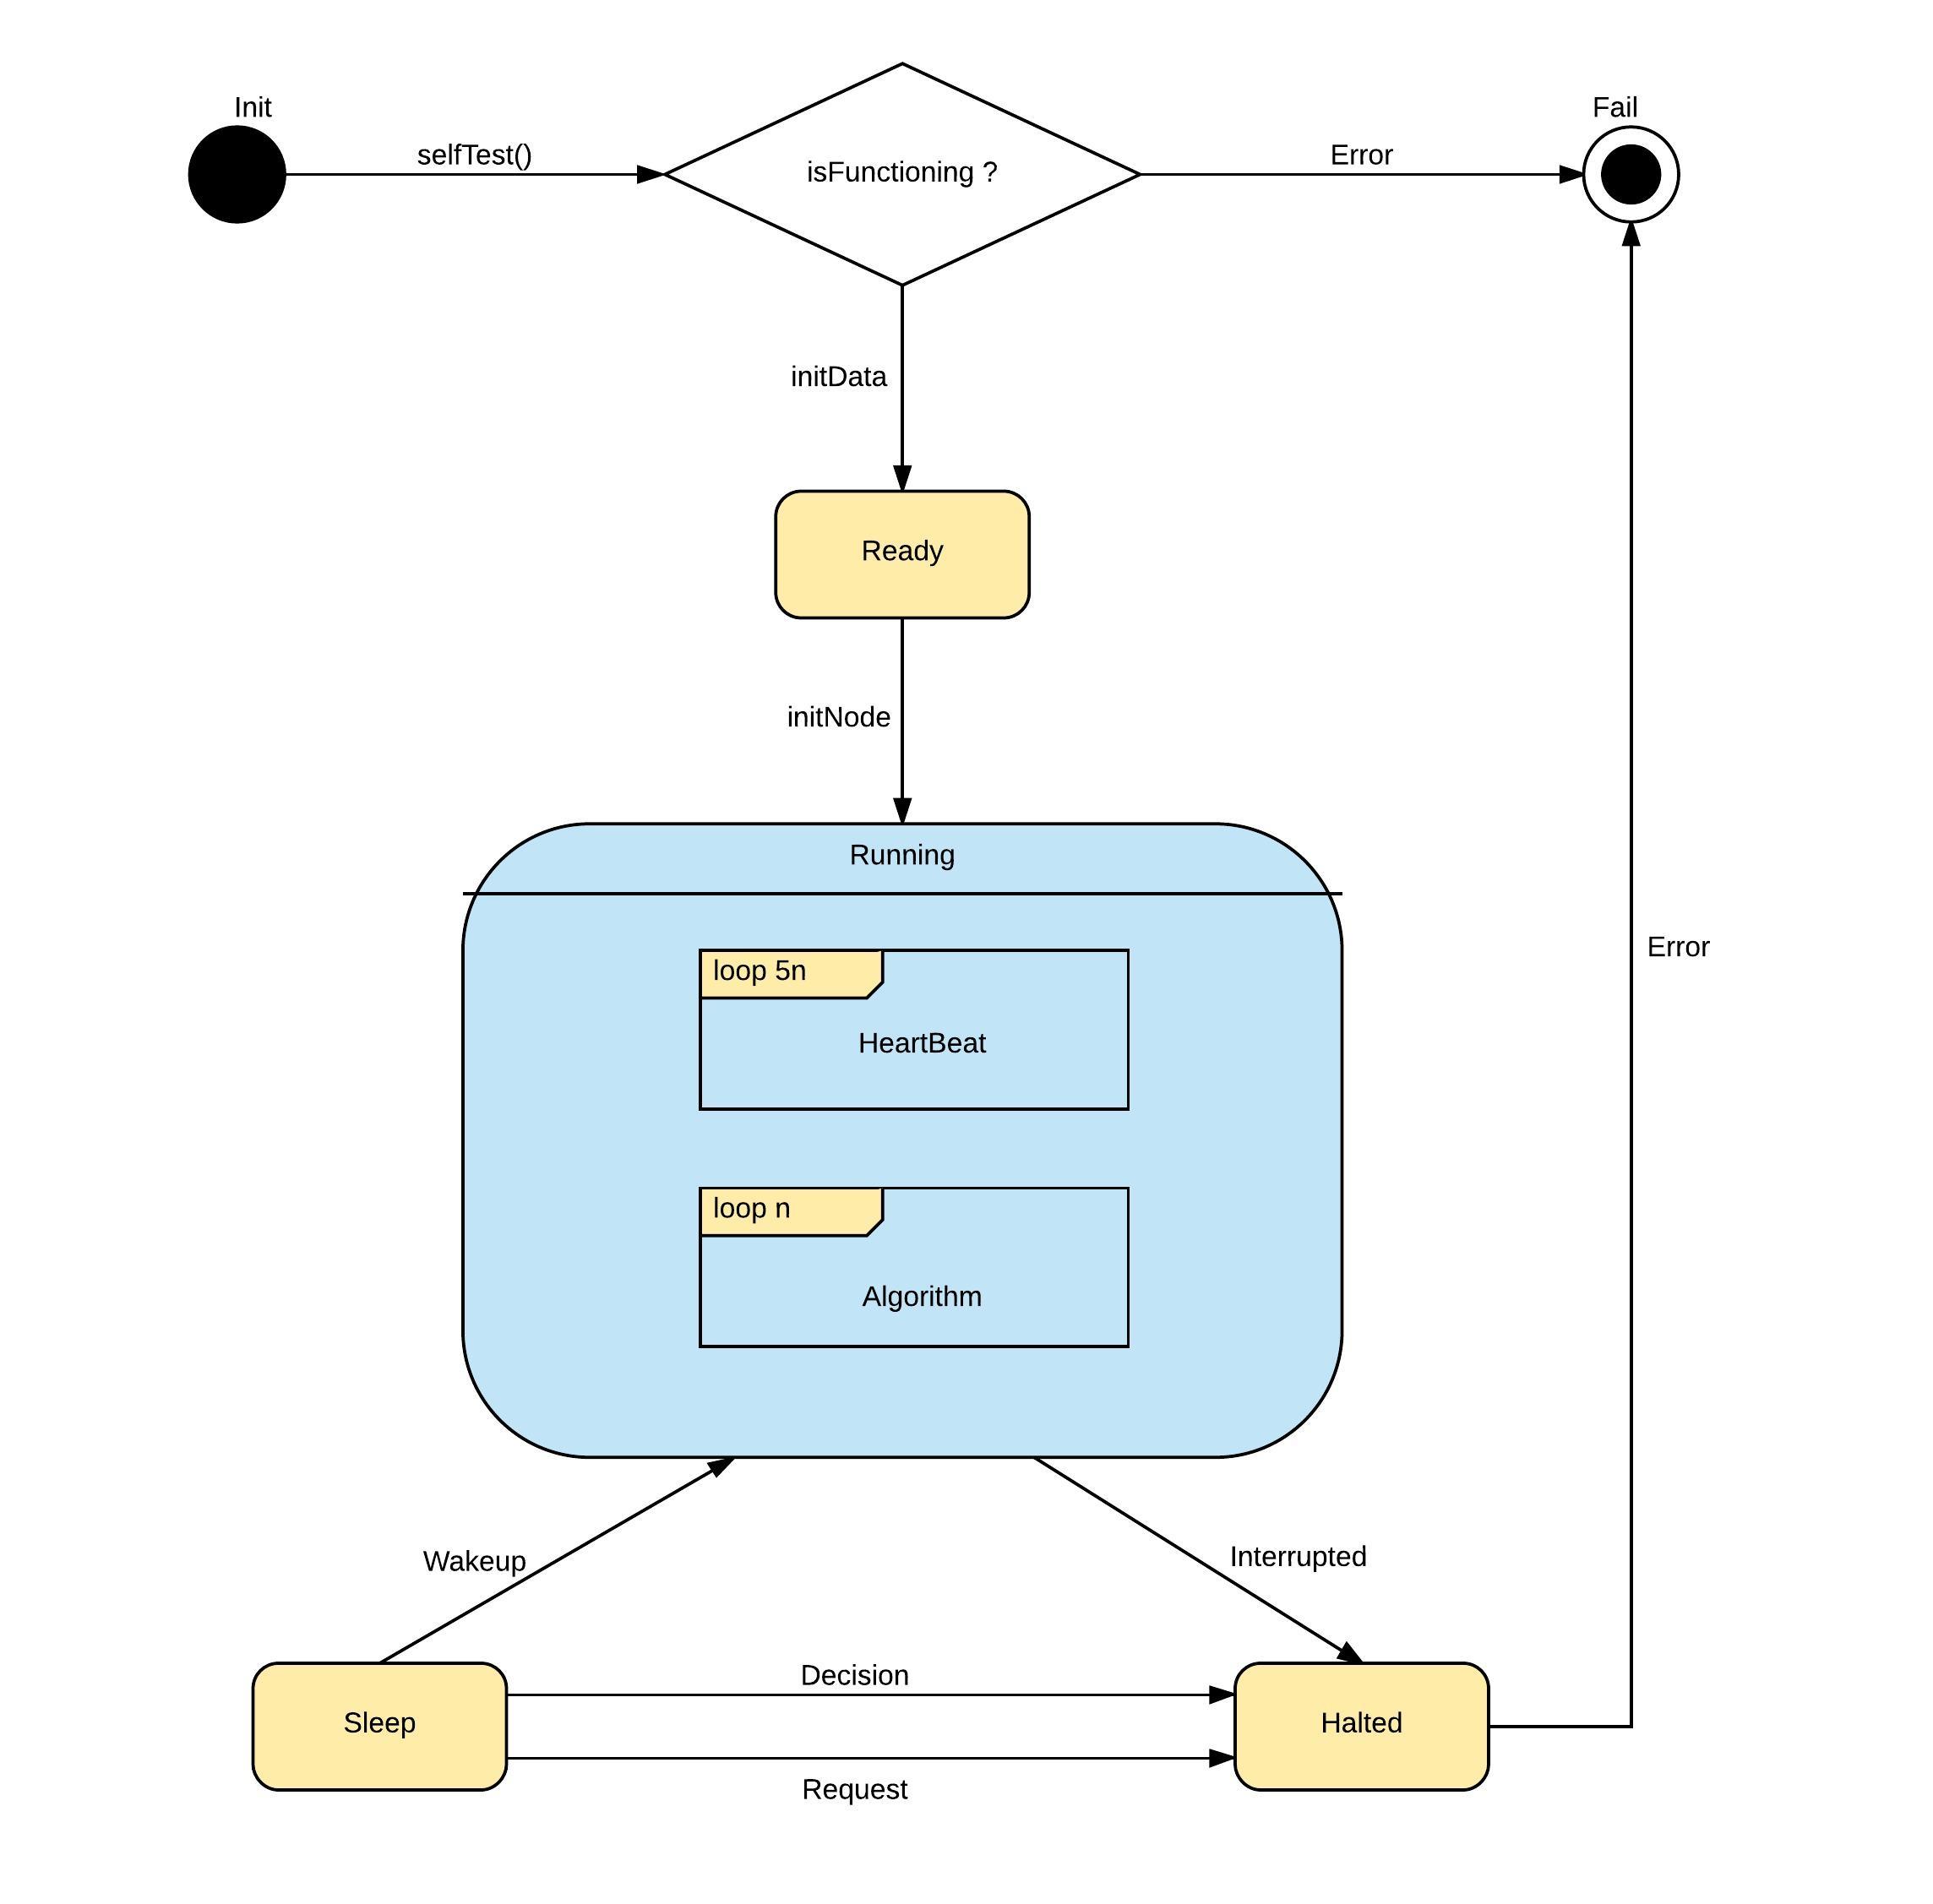 Init
Fail
selfTest()
isFunctioning ?
Error
initData
Ready
initNode
Running
loop 5n
HeartBeat
Error
loop n
Algorithm
Wakeup
Interrupted
Decision
Sleep
Halted
Request